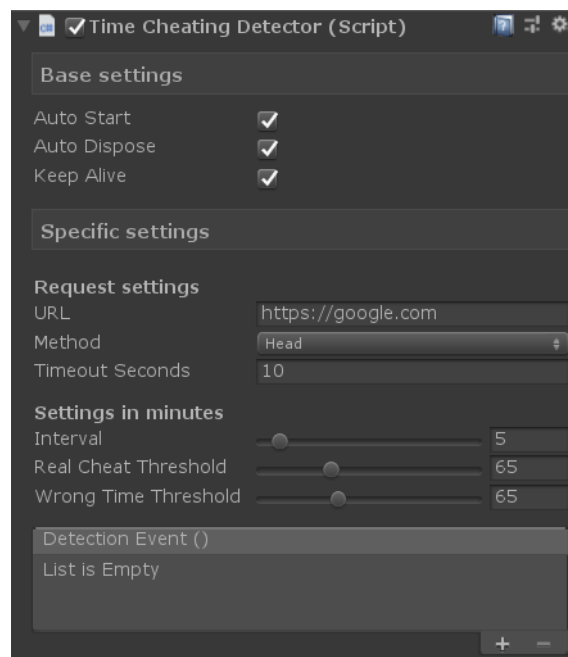 Time Cheating Detector (Script)
Base settings
Auto Start
Auto Dispose
Keep Alive
Specific settings
Request settings
URL https://google.com
Method Head
Timeout Seconds 10
Settings in minutes
Interval 5
Real Cheat Threshold 65
Wrong Time Threshold 65
Detection Event ()
List is Empty
+ −